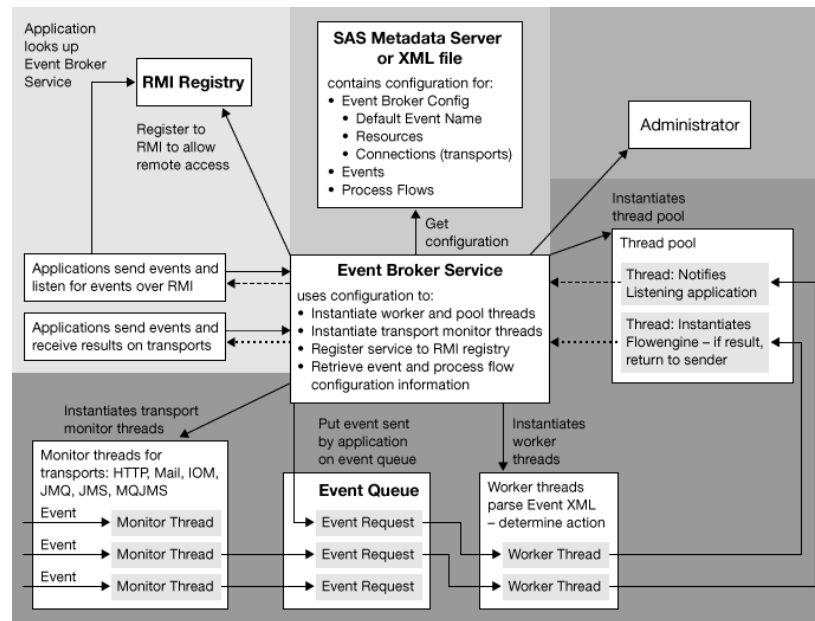 Application
looks up
Event Broker
Service
RMI Registry
Register to
RMI to allow
remote access
SAS Metadata Server
or XML file
contains configuration for:
• Event Broker Config
• Default Event Name
• Resources
• Connections (transports)
• Events
• Process Flows
Administrator
Get
configuration
Instantiates
thread pool
Thread pool
Thread: Notifies
Listening application
Thread: Instantiates
Flowengine – if result,
return to sender
Applications send events and
listen for events over RMI
Applications send events and
receive results on transports
Event Broker Service
uses configuration to:
• Instantiate worker and pool threads
• Instantiate transport monitor threads
• Register service to RMI registry
• Retrieve event and process flow
configuration information
Instantiates transport
monitor threads
Put event sent
by application
on event queue
Instantiates
worker
threads
Monitor threads for
transports: HTTP, Mail, IOM,
JMQ, JMS, MQJMS
Event
Monitor Thread
Event
Monitor Thread
Event
Monitor Thread
Event Queue
Event Request
Event Request
Event Request
Worker threads
parse Event XML
– determine action
Worker Thread
Worker Thread